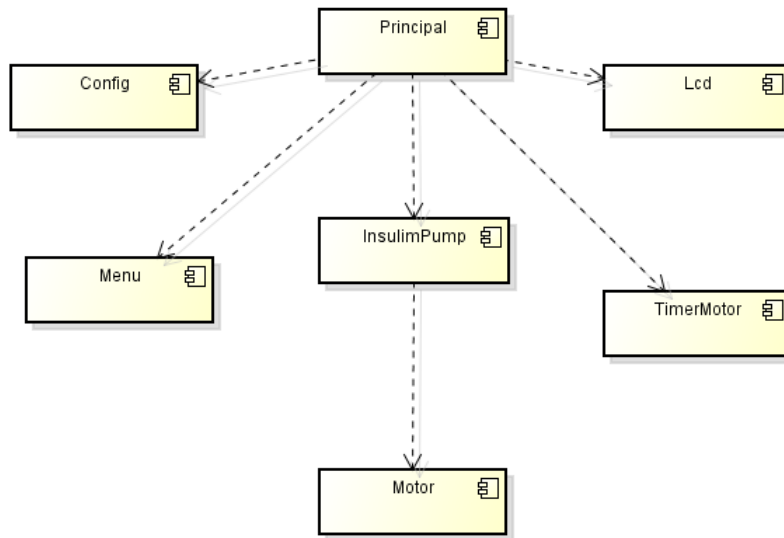 Principal
Config
Lcd
InsulimPump
Menu
TimerMotor
Motor